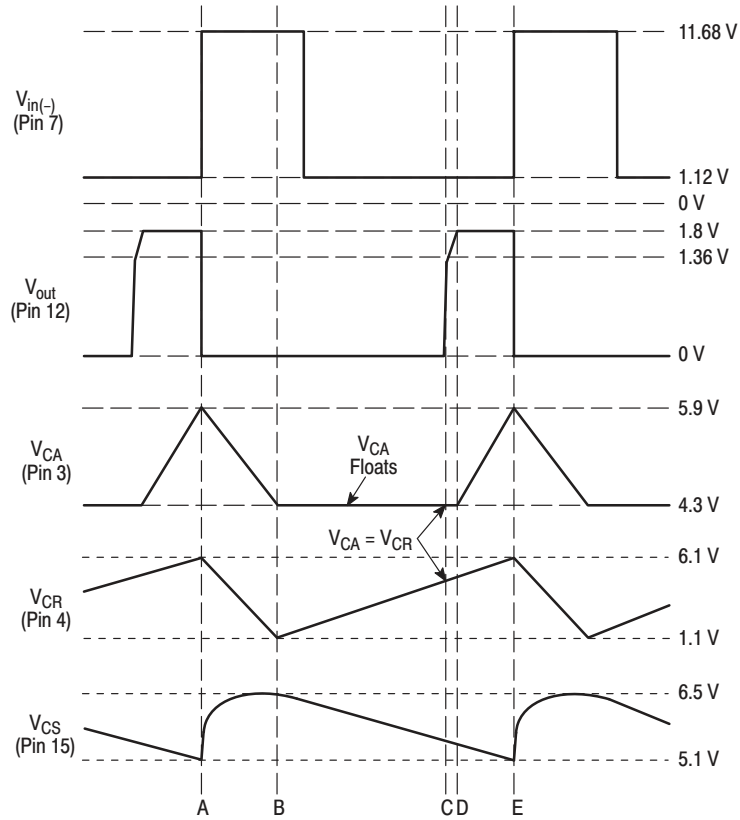 11.68 V
V_in(–)
(Pin 7)
1.12 V
0 V
1.8 V
1.36 V
V_out
(Pin 12)
0 V
5.9 V
V_CA
(Pin 3)
V_CA
Floats
4.3 V
V_CA = V_CR
6.1 V
V_CR
(Pin 4)
1.1 V
6.5 V
V_CS
(Pin 15)
5.1 V
A B C D E